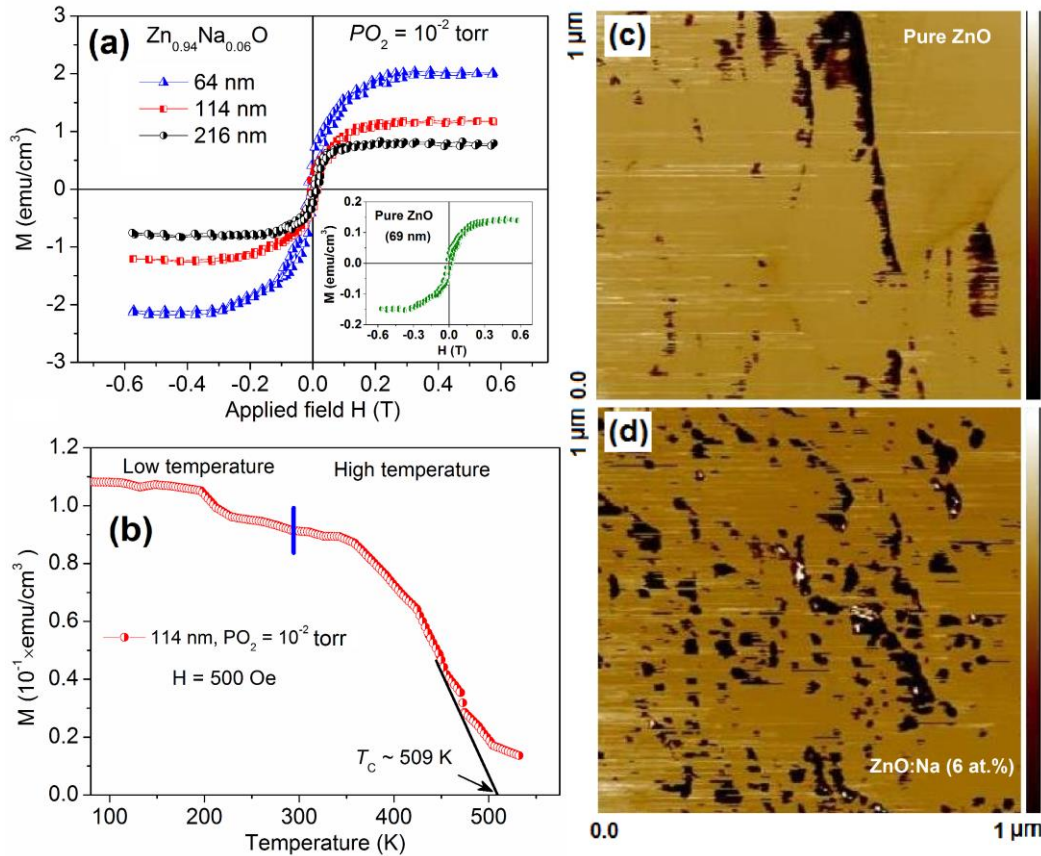 (a)
Zn0.94Na0.06O
PO2 = 10-2 torr
64 nm
114 nm
216 nm
M (emu/cm3)
3
2
1
0
-1
-2
-3
-0.6 -0.4 -0.2 0.0 0.2 0.4 0.6
Applied field H (T)
Pure ZnO
(69 nm)
M (emu/cm3)
0.2
0.1
0.0
-0.1
-0.2
-0.6 -0.3 0.0 0.3 0.6
H (T)
(b)
Low temperature
High temperature
114 nm, PO2 = 10-2 torr
H = 500 Oe
TC ~ 509 K
M (10-1×emu/cm3)
1.2
1.0
0.8
0.6
0.4
0.2
0.0
100 200 300 400 500
Temperature (K)
(c)
Pure ZnO
1 µm
0.0
(d)
ZnO:Na (6 at.%)
1 µm
0.0
1 µm